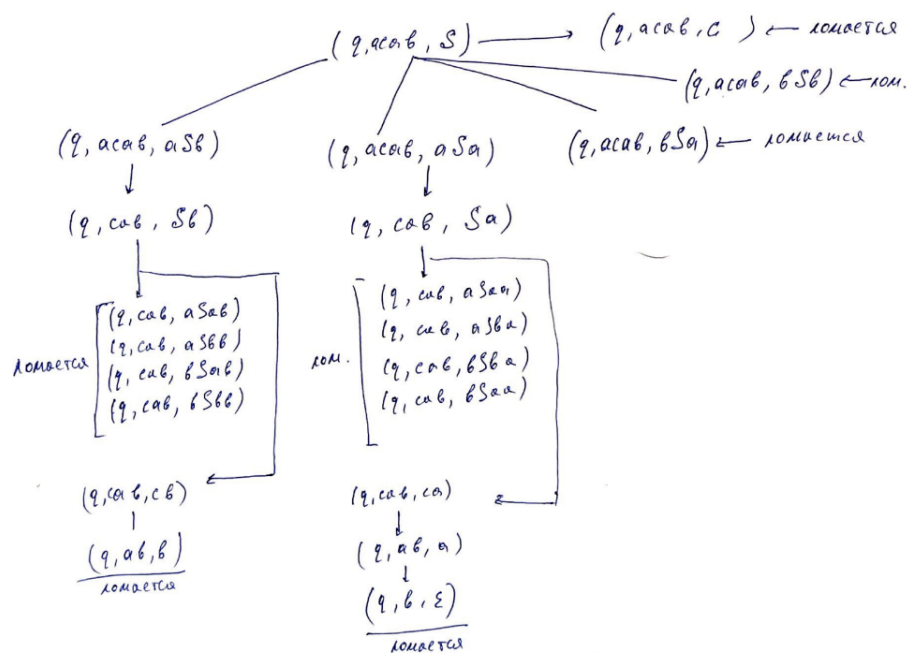 (q, acab, S) → (q, acab, c ) ← ломается
(q, acab, bSb) ← лом.
(q, acab, aSb)
(q, acab, aSa)
(q, acab, bSa) ← ломается
(q, cab, Sb)
(q, cab, Sa)
ломается
(q, cab, aSab)
(q, cab, aSbb)
(q, cab, bSab)
(q, cab, bSbb)
лом.
(q, cab, aSaa)
(q, cab, aSba)
(q, cab, bSba)
(q, cab, bSaa)
(q, cab, cb)
(q, ab, b)
ломается
(q, cab, ca)
(q, ab, a)
(q, b, ε)
ломается